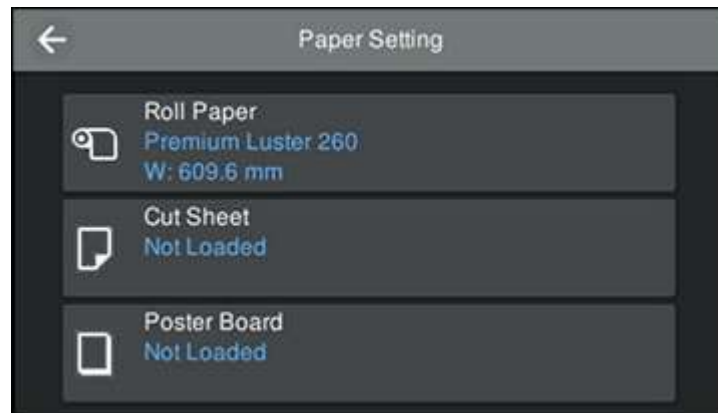 Paper Setting
Roll Paper
Premium Luster 260
W: 609.6 mm
Cut Sheet
Not Loaded
Poster Board
Not Loaded